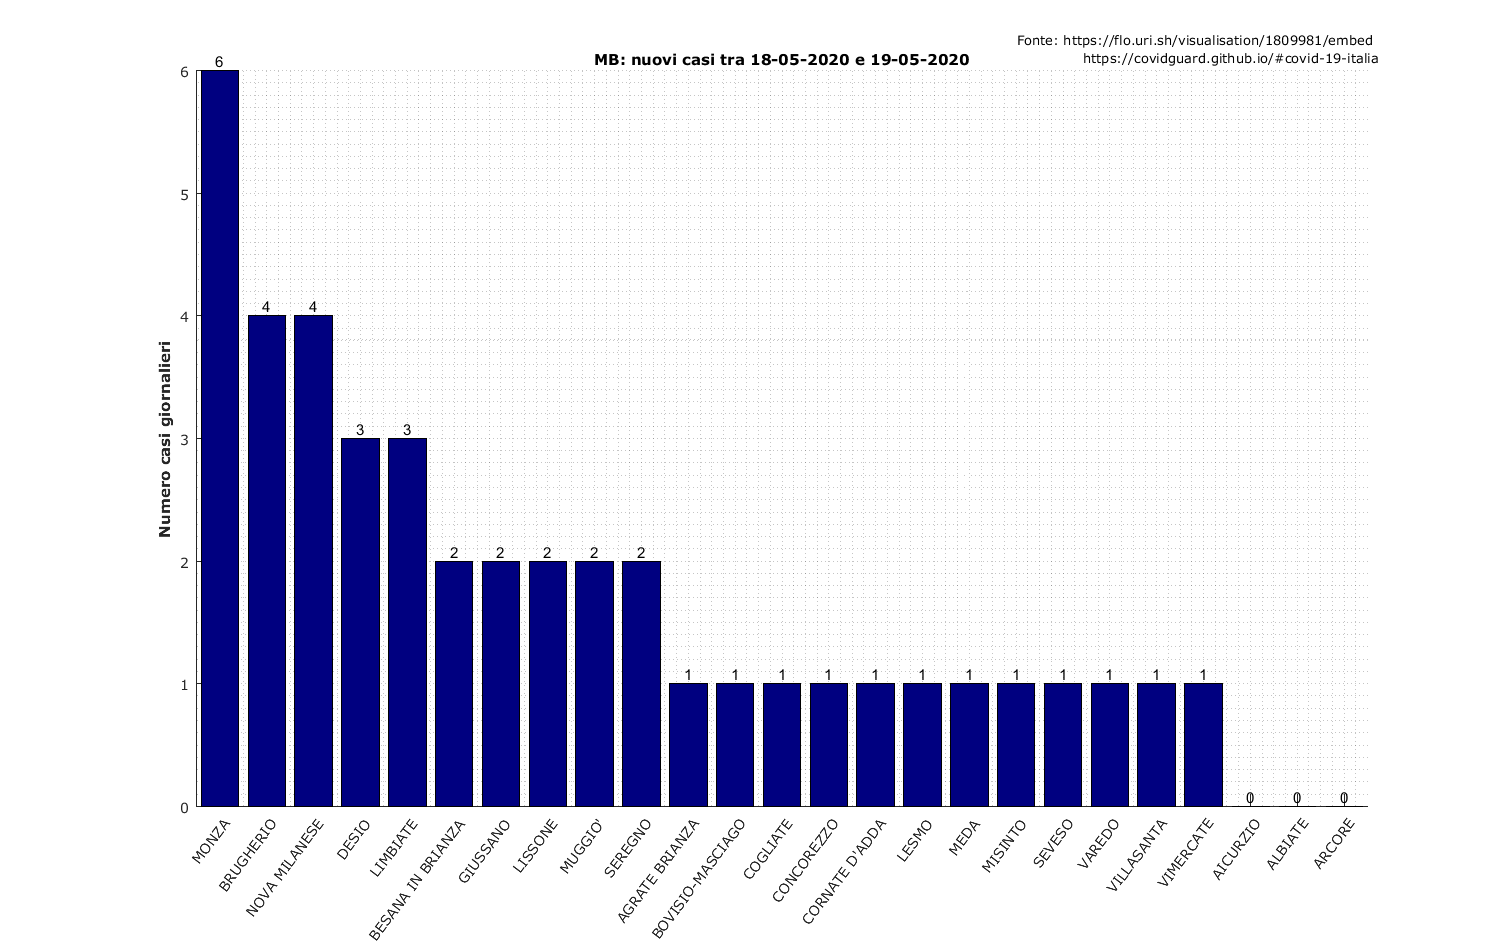 Fonte: https://flo.uri.sh/visualisation/1809981/embed
https://covidguard.github.io/#covid-19-italia
MB: nuovi casi tra 18-05-2020 e 19-05-2020
Numero casi giornalieri
6
5
4
3
2
1
0
6
4
4
3
3
2
2
2
2
2
1
1
1
1
1
1
1
1
1
1
1
1
0
0
0
MONZA
BRUGHERIO
NOVA MILANESE
DESIO
LIMBIATE
BESANA IN BRIANZA
GIUSSANO
LISSONE
MUGGIO'
SEREGNO
AGRATE BRIANZA
BOVISIO-MASCIAGO
COGLIATE
CONCOREZZO
CORNATE D'ADDA
LESMO
MEDA
MISINTO
SEVESO
VAREDO
VILLASANTA
VIMERCATE
AICURZIO
ALBIATE
ARCORE